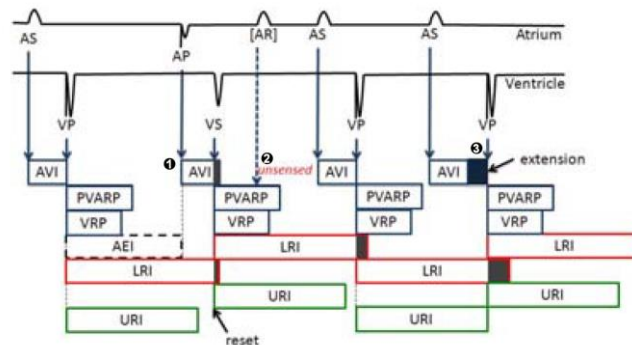 AS AP [AR] AS AS Atrium
Ventricle
VP VS VP VP
❶ ❷ ❸
AVI AVI unsensed AVI AVI extension
PVARP PVARP PVARP PVARP
VRP VRP VRP VRP
AEI LRI LRI
LRI LRI
URI URI
URI URI
reset